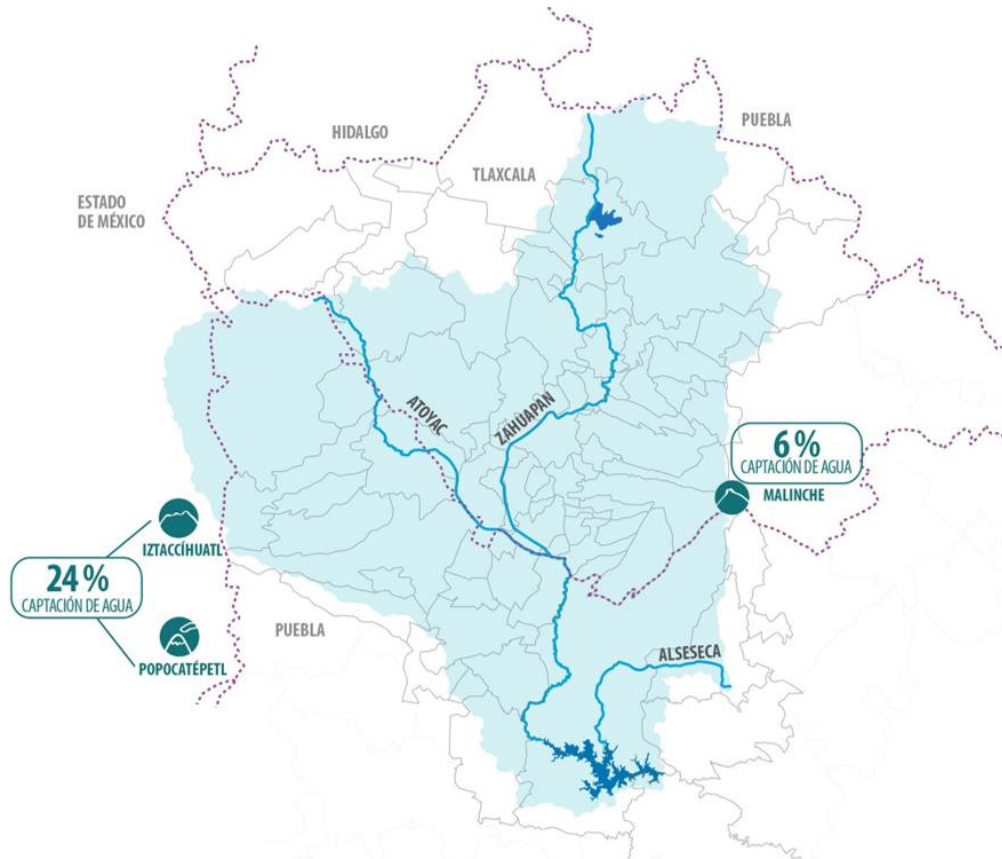 HIDALGO
PUEBLA
TLAXCALA
ESTADO
DE MÉXICO
ATOYAC
ZAHUAPAN
6%
CAPTACIÓN DE AGUA
MALINCHE
IZTACCÍHUATL
24%
CAPTACIÓN DE AGUA
PUEBLA
POPOCATÉPETL
ALSESECA